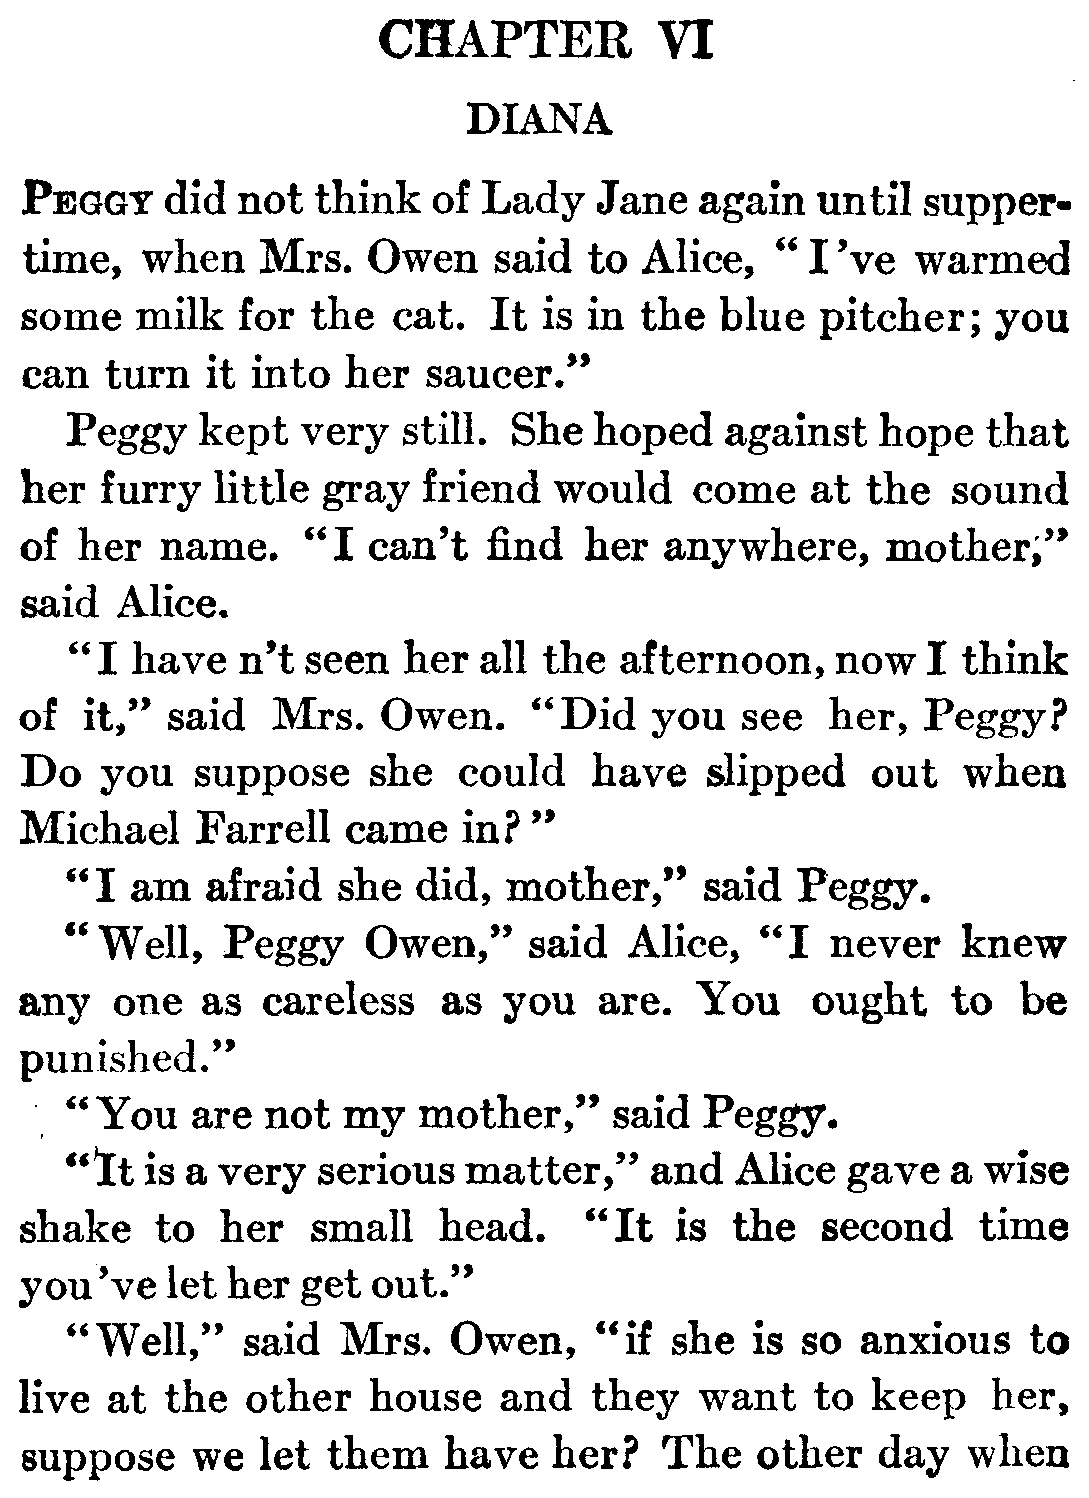 CHAPTER VI
DIANA
PEGGY did not think of Lady Jane again until supper-
time, when Mrs. Owen said to Alice, "I've warmed
some milk for the cat. It is in the blue pitcher; you
can turn it into her saucer."
Peggy kept very still. She hoped against hope that
her furry little gray friend would come at the sound
of her name. "I can't find her anywhere, mother,"
said Alice.
"I have n't seen her all the afternoon, now I think
of it," said Mrs. Owen. "Did you see her, Peggy?
Do you suppose she could have slipped out when
Michael Farrell came in?"
"I am afraid she did, mother," said Peggy.
"Well, Peggy Owen," said Alice, "I never knew
any one as careless as you are. You ought to be
punished."
"You are not my mother," said Peggy.
"It is a very serious matter," and Alice gave a wise
shake to her small head. "It is the second time
you've let her get out."
"Well," said Mrs. Owen, "if she is so anxious to
live at the other house and they want to keep her,
suppose we let them have her? The other day when